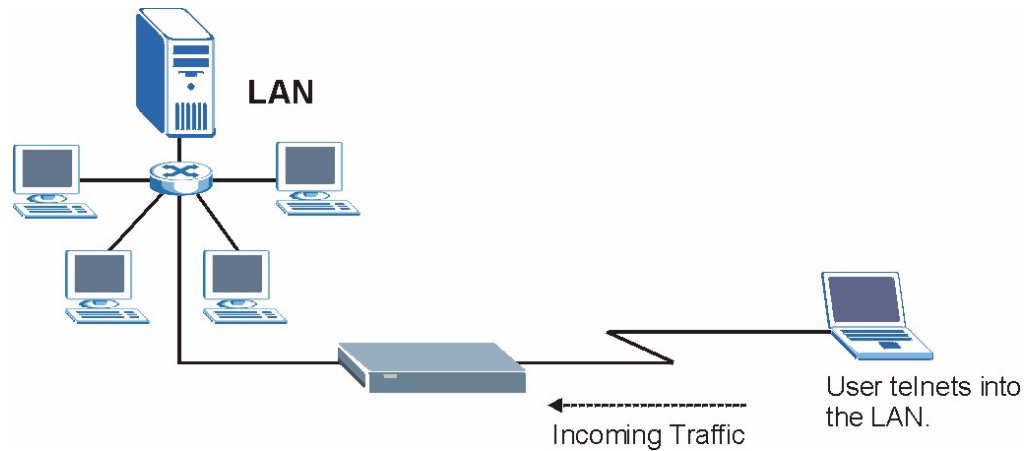 LAN
User telnets into
the LAN.
Incoming Traffic